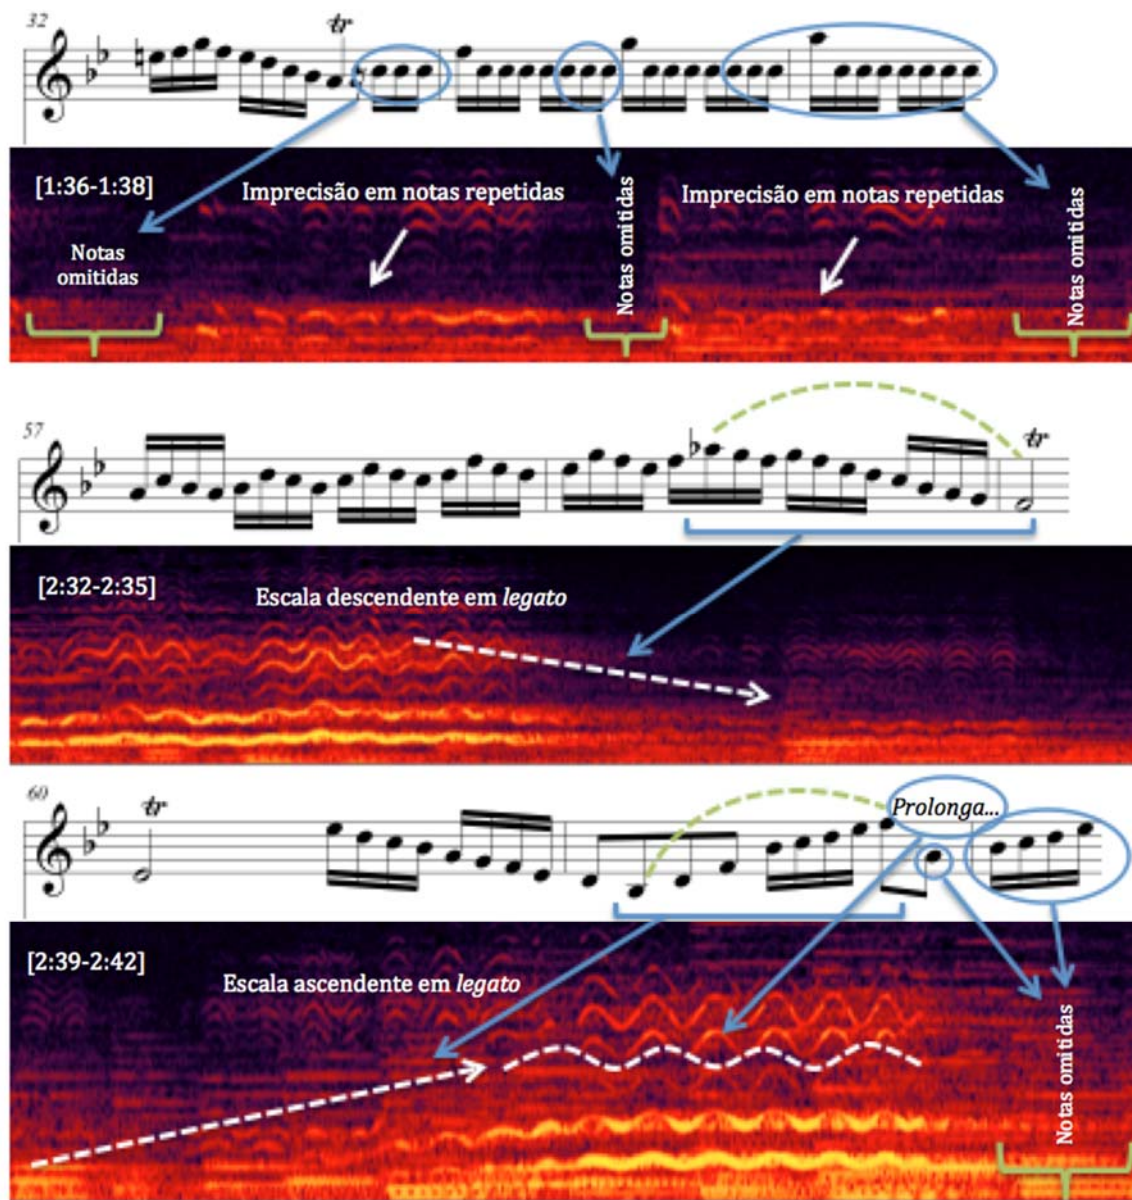 32
tr
[1:36-1:38]
Imprecisão em notas repetidas
Notas omitidas
Imprecisão em notas repetidas
Notas omitidas
Notas
omitidas
57
tr
[2:32-2:35]
Escala descendente em legato
60
tr
Prolonga...
[2:39-2:42]
Escala ascendente em legato
Notas omitidas